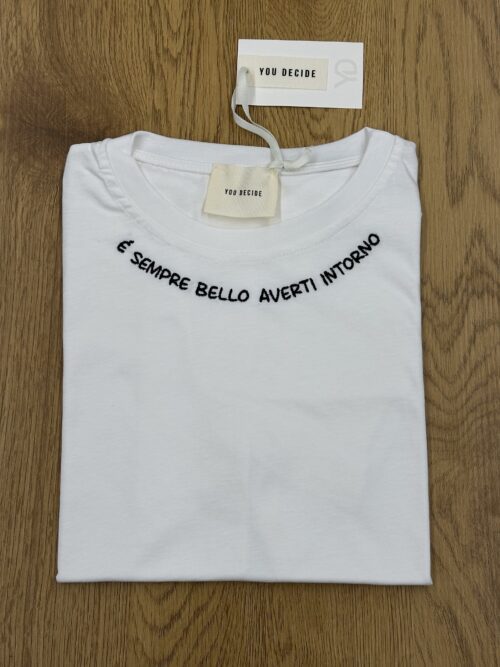 YOU DECIDE
YOU DECIDE
É SEMPRE BELLO AVERTI INTORNO